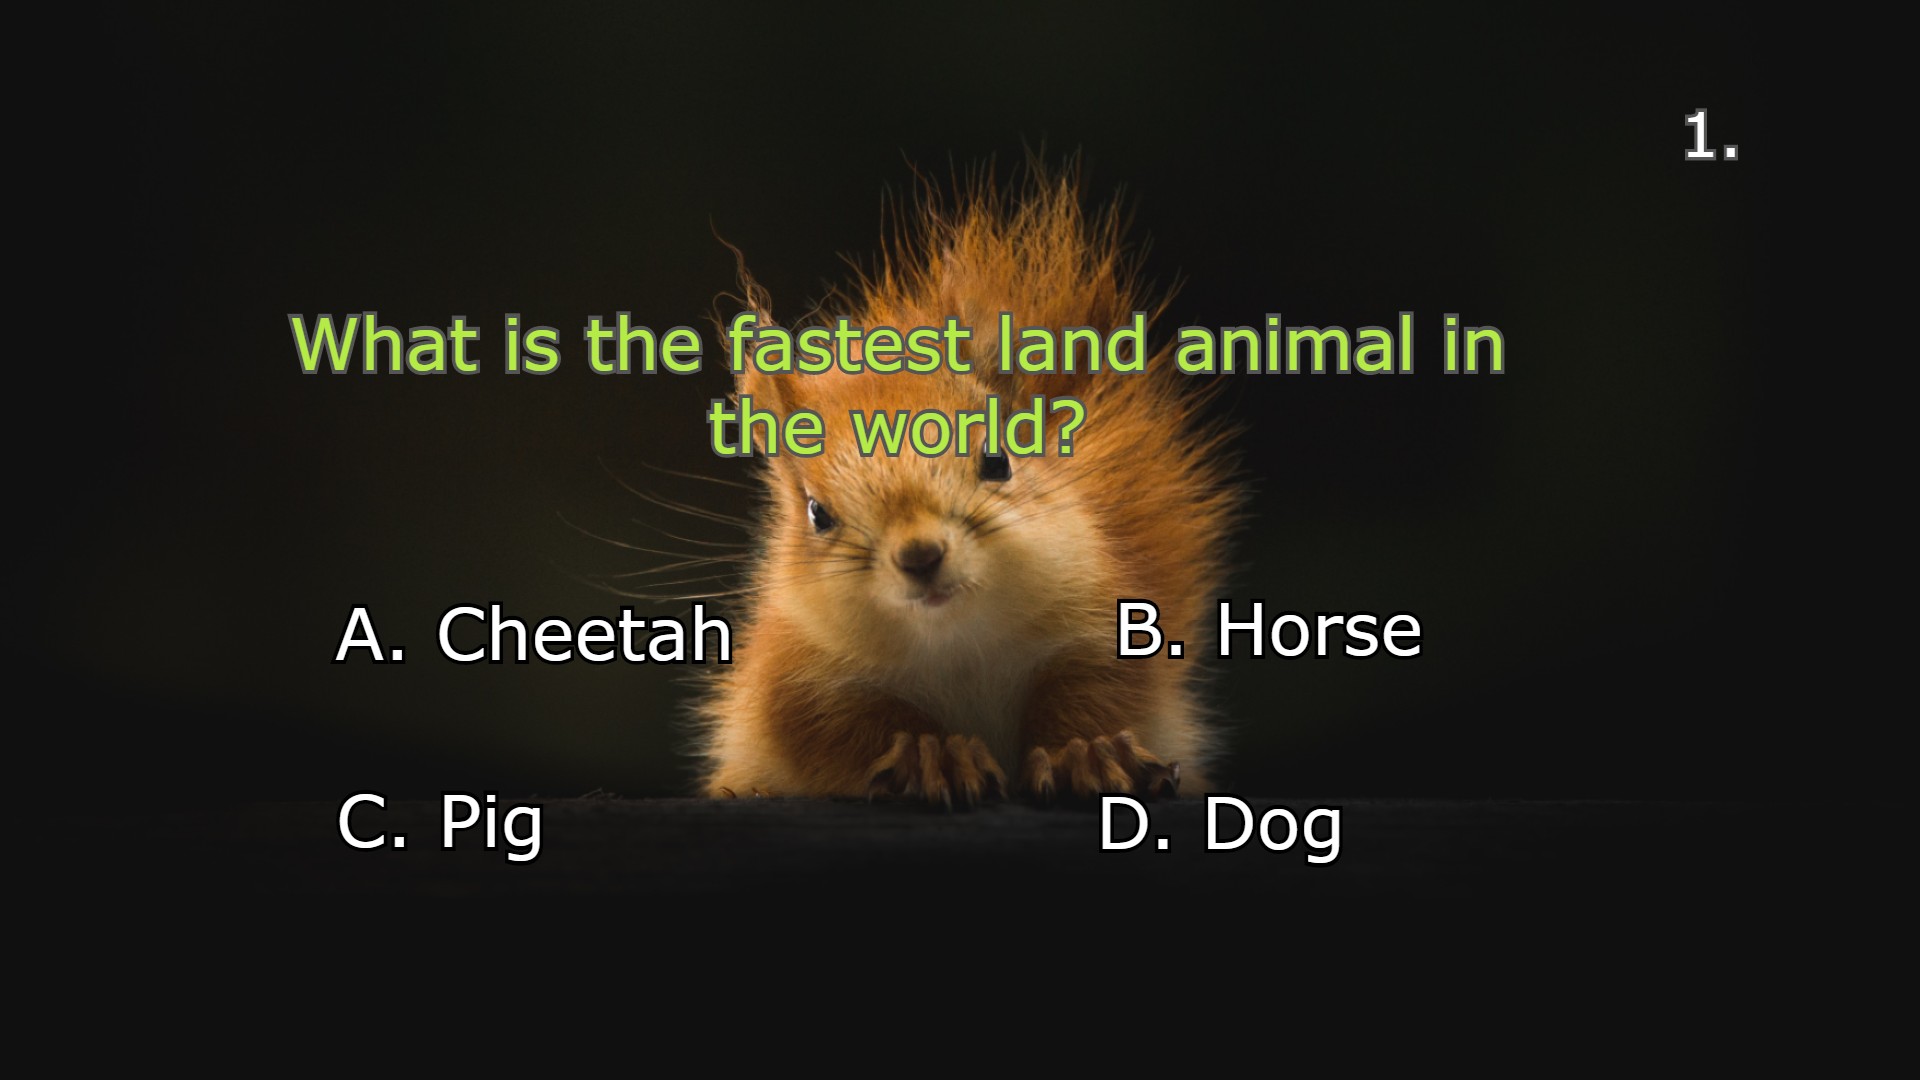 1.
What is the fastest land animal in
the world?
A. Cheetah
B. Horse
C. Pig
D. Dog